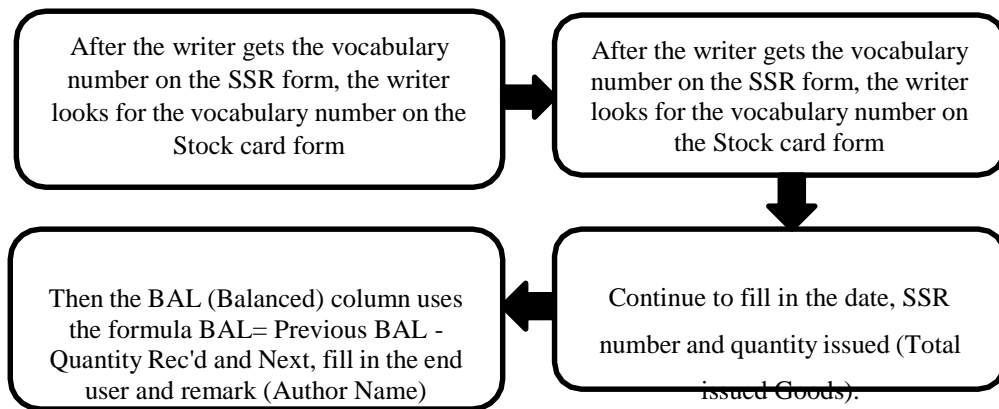 After the writer gets the vocabulary
number on the SSR form, the writer
looks for the vocabulary number on the
Stock card form
After the writer gets the vocabulary
number on the SSR form, the writer
looks for the vocabulary number on
the Stock card form
Continue to fill in the date, SSR
number and quantity issued (Total
issued Goods).
Then the BAL (Balanced) column uses
the formula BAL= Previous BAL -
Quantity Rec'd and Next, fill in the end
user and remark (Author Name)